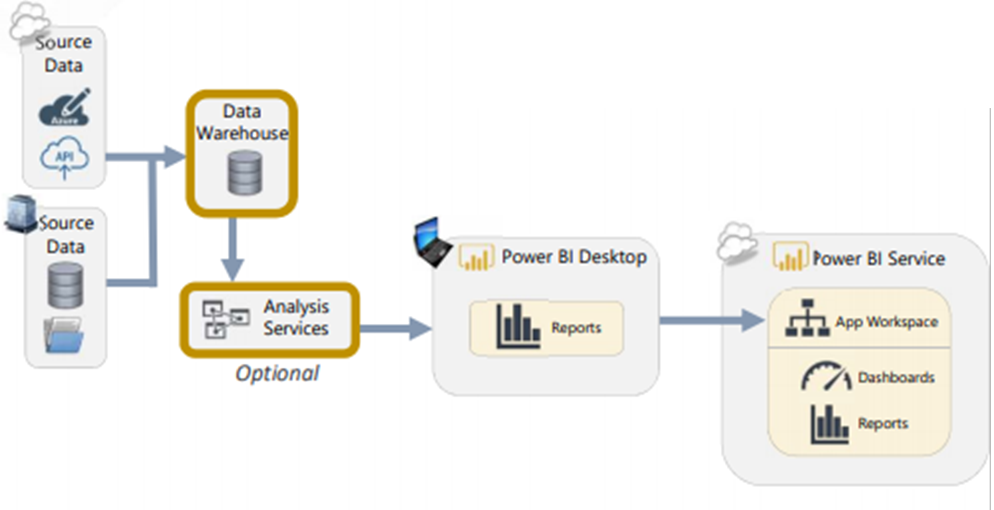 Source
Data
Azure
API
Source
Data
Data
Warehouse
Analysis
Services
Optional
Power BI Desktop
Reports
Power BI Service
App Workspace
Dashboards
Reports